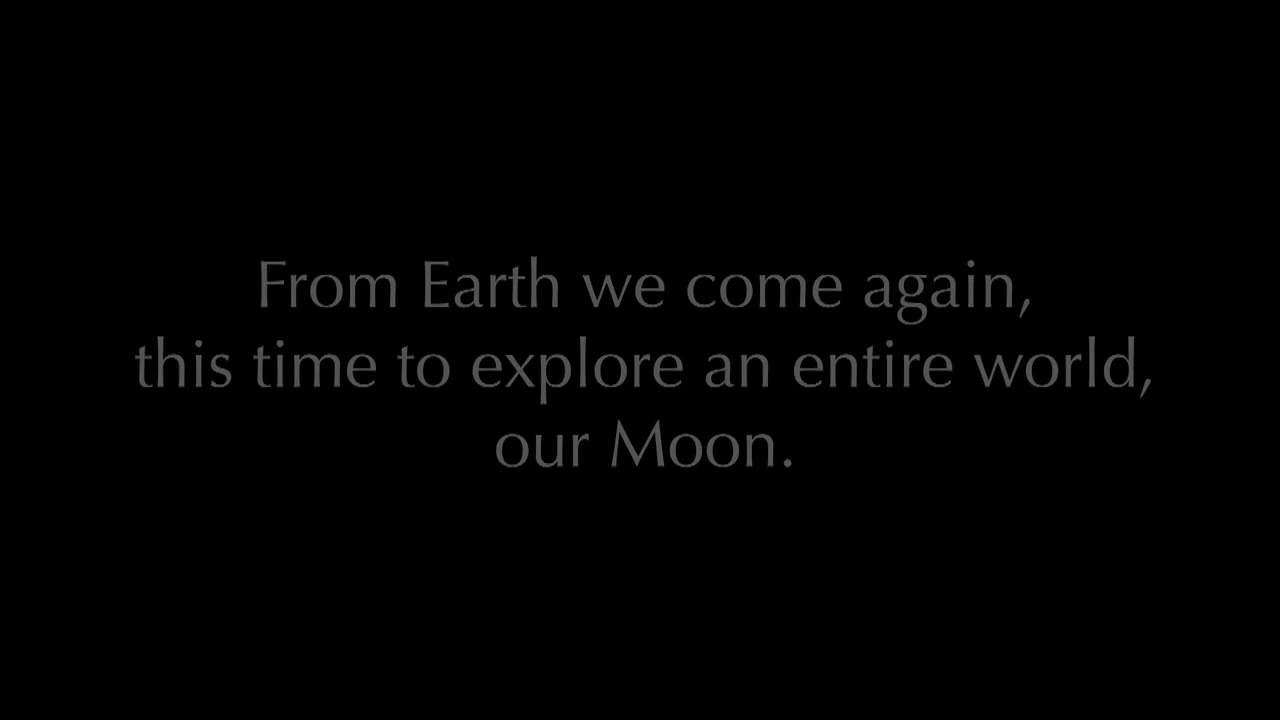 From Earth we come again,
this time to explore an entire world,
our Moon.